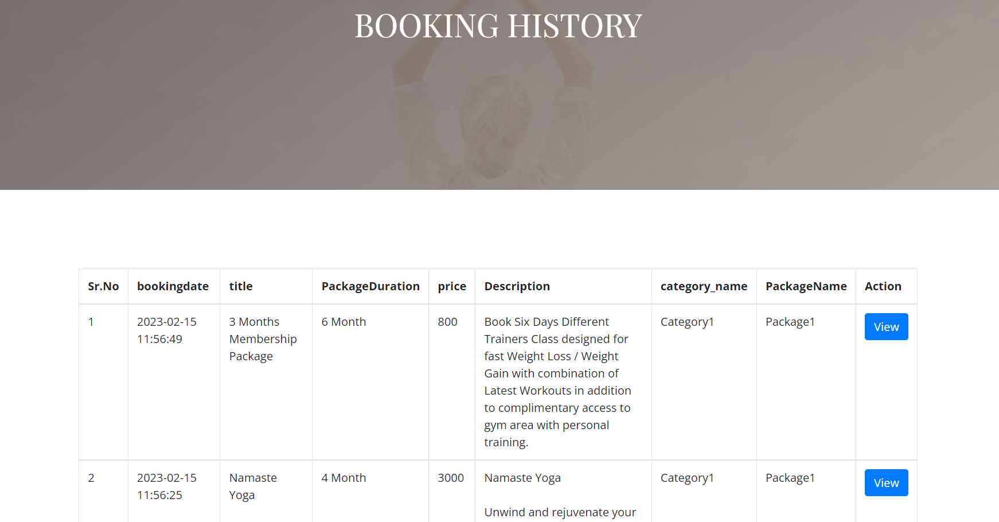 BOOKING HISTORY
Sr.No bookingdate title PackageDuration price Description category_name PackageName Action
1 2023-02-15 3 Months 6 Month 800 Book Six Days Different Category1 Package1 View
11:56:49 Membership Trainers Class designed for
Package fast Weight Loss / Weight
Gain with combination of
Latest Workouts in addition
to complimentary access to
gym area with personal
training.
2 2023-02-15 Namaste 4 Month 3000 Namaste Yoga Category1 Package1 View
11:56:25 Yoga
Unwind and rejuvenate your